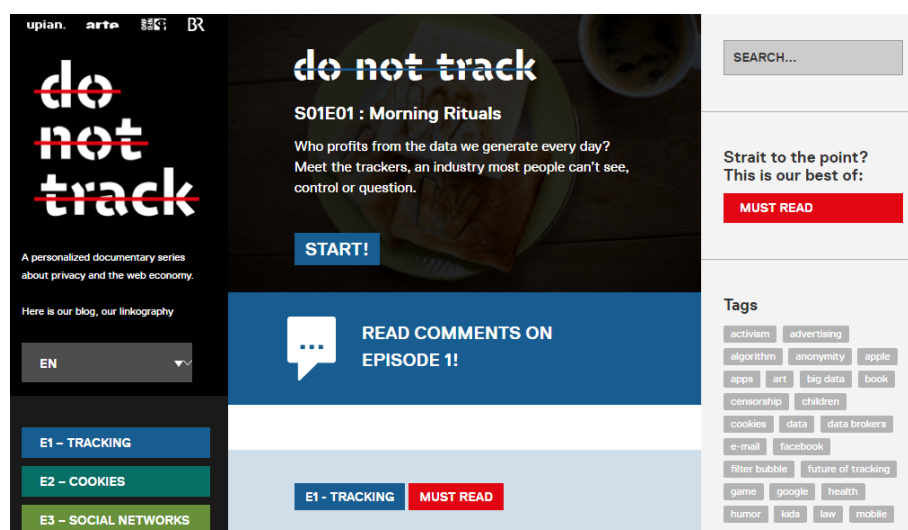 upian. arte BR
do
not
track
A personalized documentary series
about privacy and the web economy.
Here is our blog, our linkography
EN
E1 – TRACKING
E2 – COOKIES
E3 – SOCIAL NETWORKS
do not track
S01E01 : Morning Rituals
Who profits from the data we generate every day?
Meet the trackers, an industry most people can't see,
control or question.
START!
READ COMMENTS ON
EPISODE 1!
E1 - TRACKING MUST READ
SEARCH...
Strait to the point?
This is our best of:
MUST READ
Tags
activism advertising
algorithm anonymity apple
apps art big data book
censorship children
cookies data data brokers
e-mail facebook
filter bubble future of tracking
game google health
humor kids law mobile